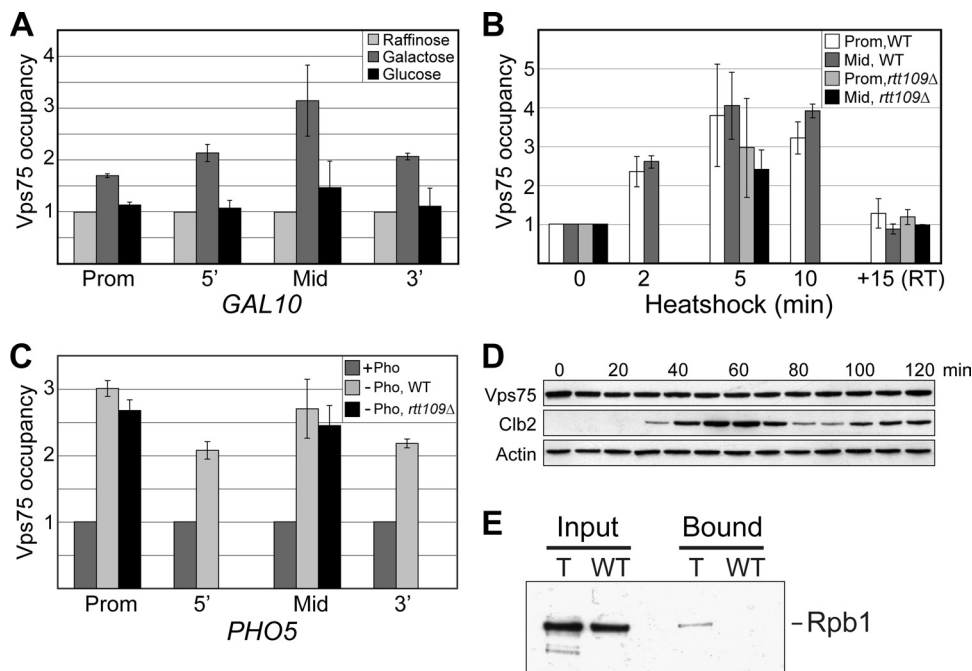 A
Vps75 occupancy
4
3
2
1
Raffinose
Galactose
Glucose
Prom 5’ Mid 3’
GAL10
B
Vps75 occupancy
5
4
3
2
1
Prom,WT
Mid, WT
Prom,rtt109Δ
Mid, rtt109Δ
0 2 5 10 +15 (RT)
Heatshock (min)
C
Vps75 occupancy
3
2
1
+Pho
-Pho, WT
-Pho, rtt109Δ
Prom 5’ Mid 3’
PHO5
D
0 20 40 60 80 100 120 min
Vps75
Clb2
Actin
E
Input Bound
T WT T WT
-Rpb1